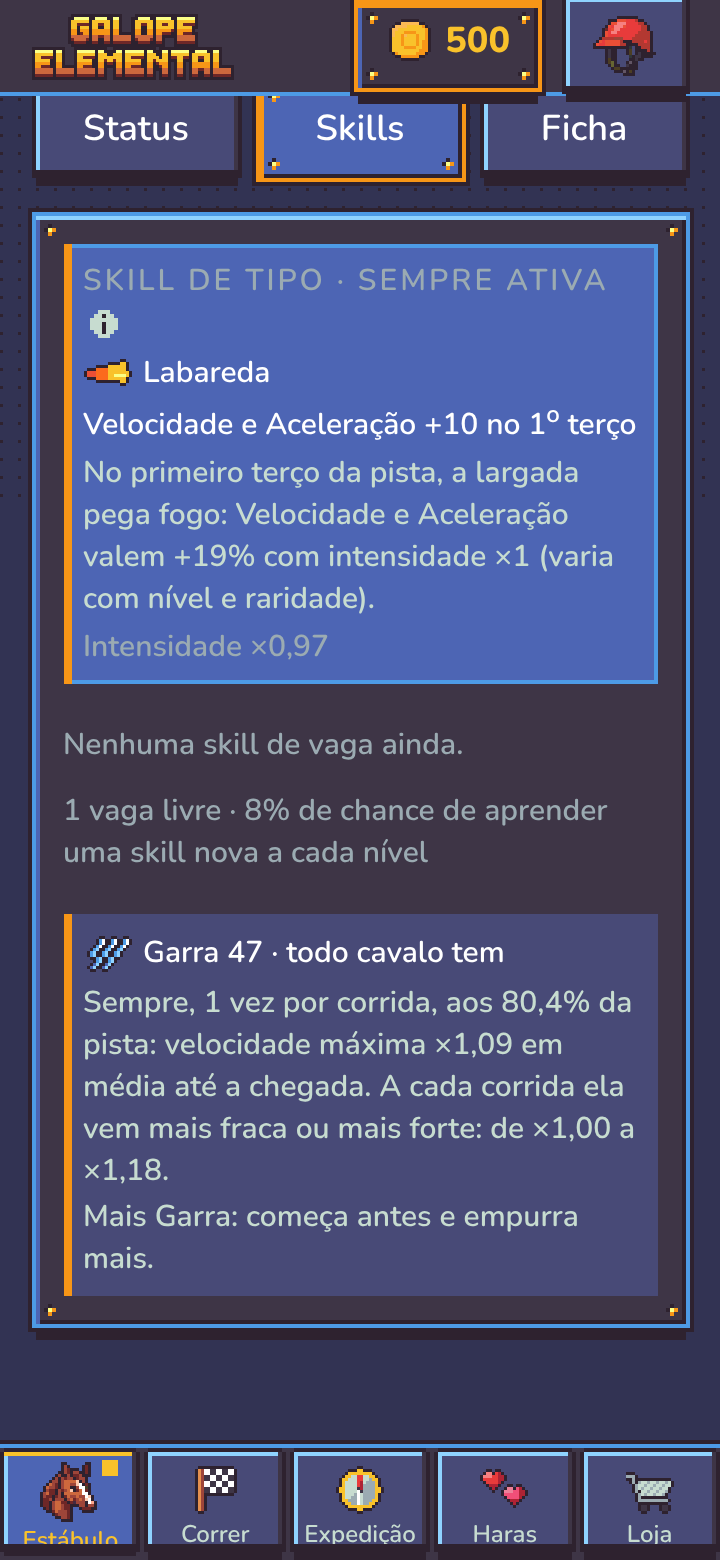 GALOPE
ELEMENTAL
500
Status
Skills
Ficha
SKILL DE TIPO · SEMPRE ATIVA
Labareda
Velocidade e Aceleração +10 no 1º terço
No primeiro terço da pista, a largada
pega fogo: Velocidade e Aceleração
valem +19% com intensidade ×1 (varia
com nível e raridade).
Intensidade ×0,97
Nenhuma skill de vaga ainda.
1 vaga livre · 8% de chance de aprender
uma skill nova a cada nível
Garra 47 · todo cavalo tem
Sempre, 1 vez por corrida, aos 80,4% da
pista: velocidade máxima ×1,09 em
média até a chegada. A cada corrida ela
vem mais fraca ou mais forte: de ×1,00 a
×1,18.
Mais Garra: começa antes e empurra
mais.
Estábulo
Correr
Expedição
Haras
Loja